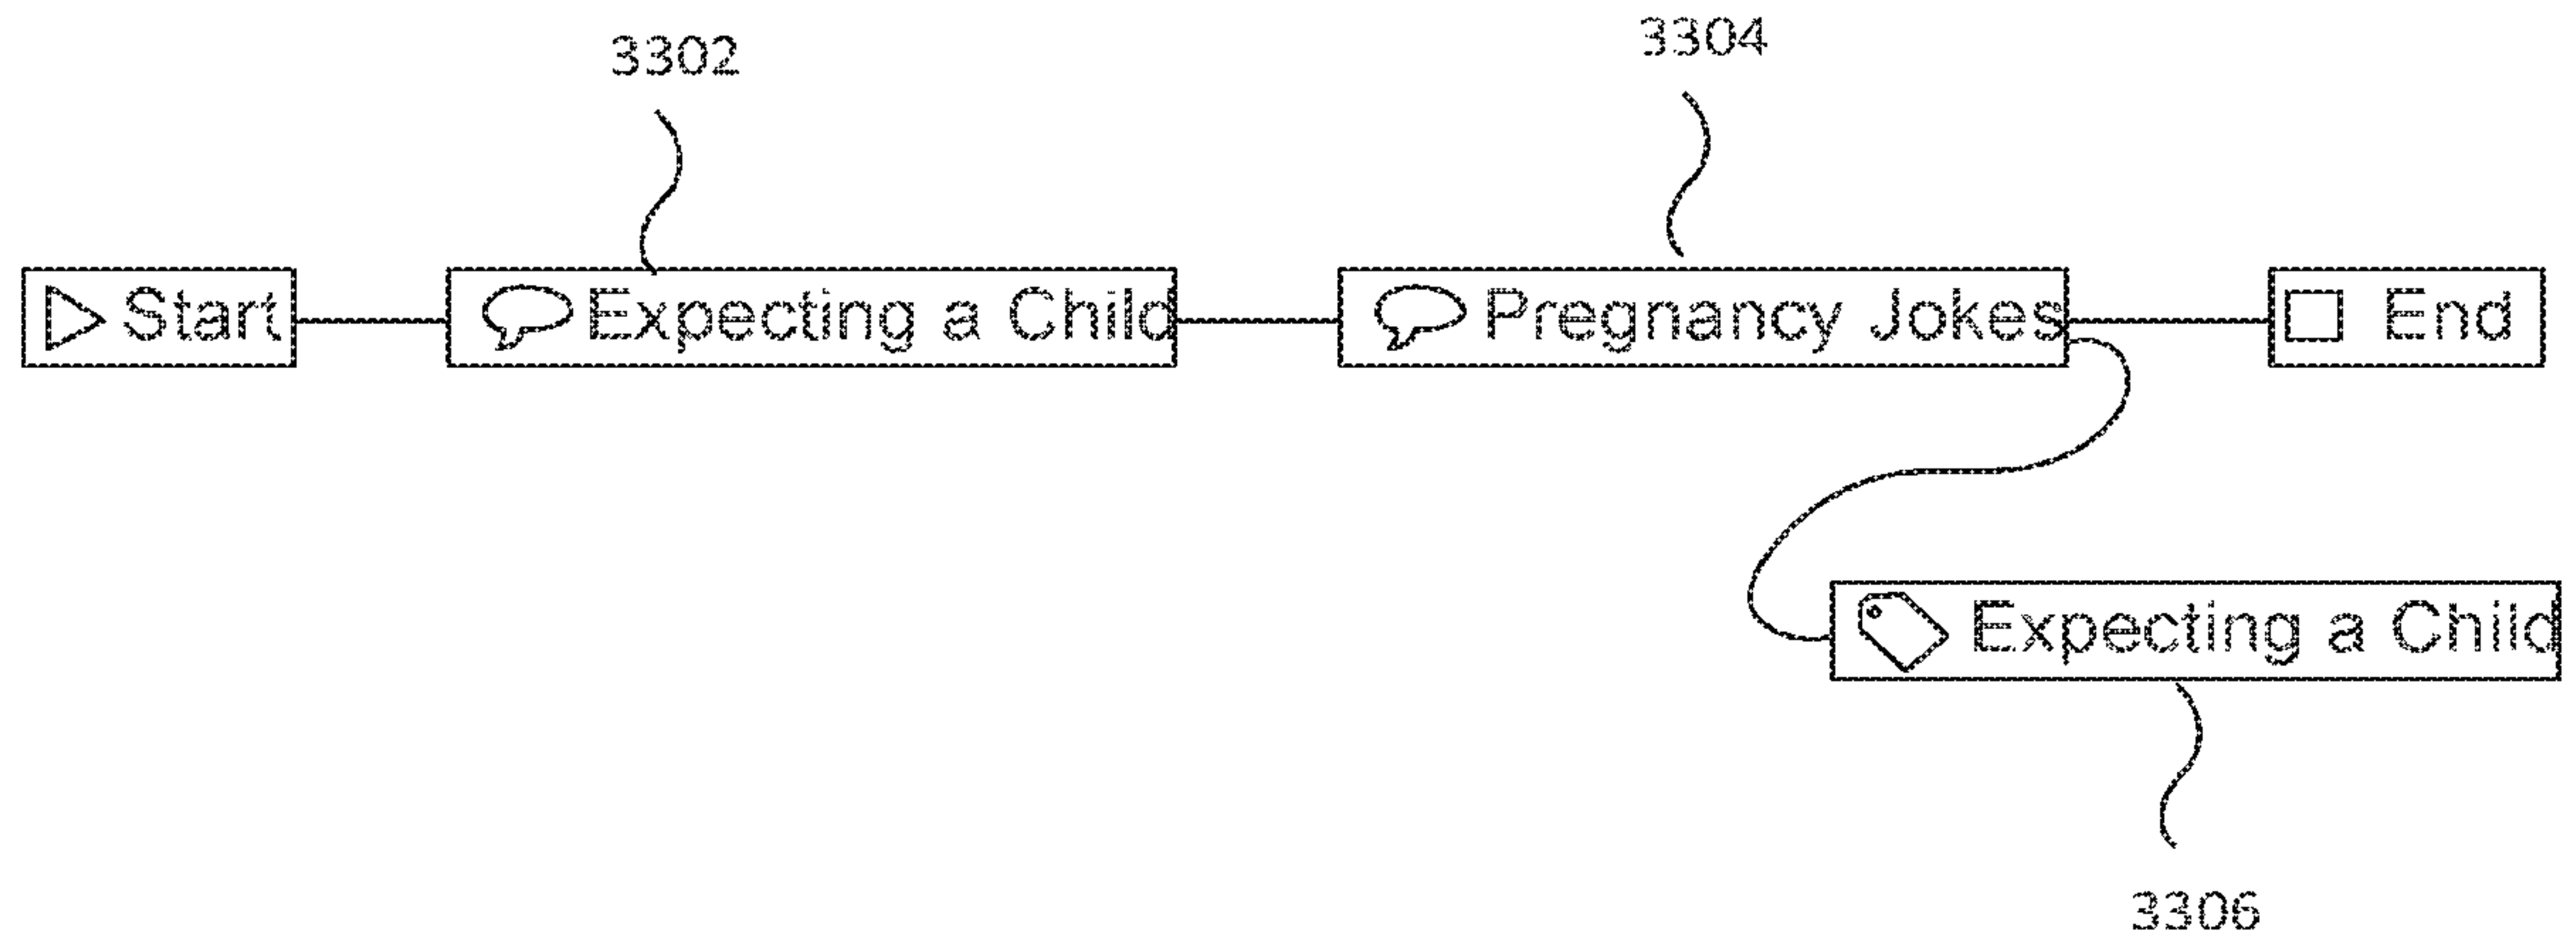 3302
3304
Start
Expecting a Child
Pregnancy Jokes
End
Expecting a Child
3306